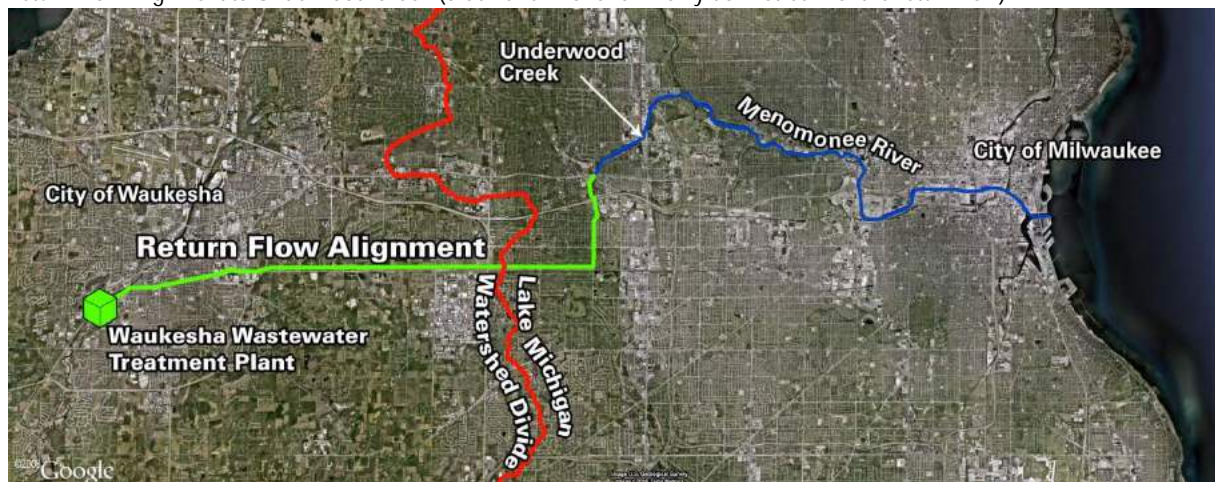 Underwood
Creek
Menomonee River
City of Milwaukee
City of Waukesha
Return Flow Alignment
Waukesha Wastewater
Treatment Plant
Lake Michigan
Watershed Divide
Google